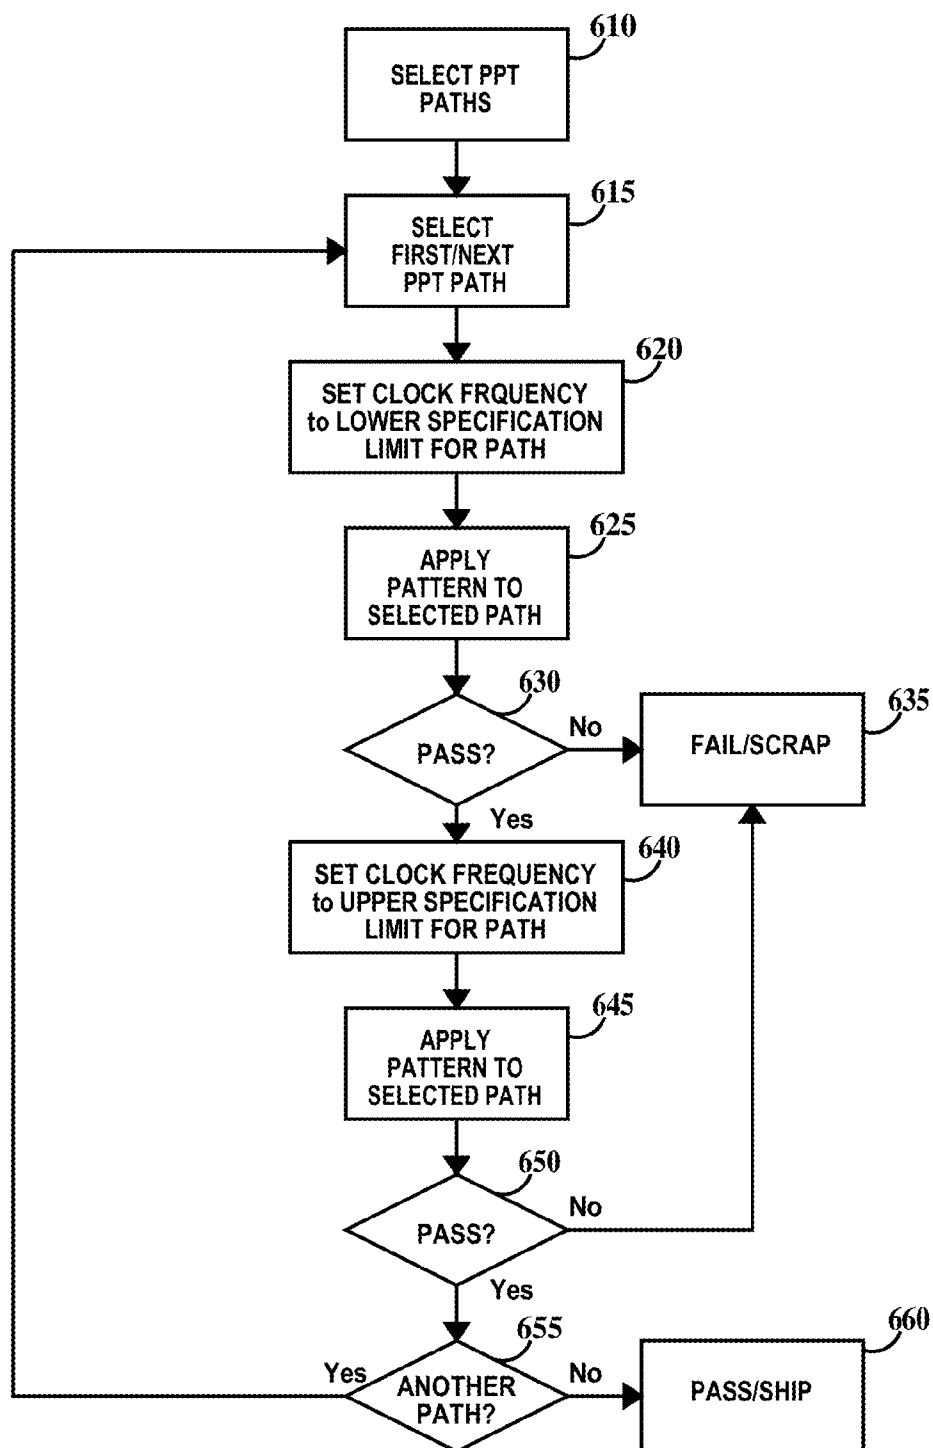 610
SELECT PPT
PATHS
615
SELECT
FIRST/NEXT
PPT PATH
620
SET CLOCK FRQUENCY
to LOWER SPECIFICATION
LIMIT FOR PATH
625
APPLY
PATTERN TO
SELECTED PATH
630
PASS?
No
635
FAIL/SCRAP
Yes
640
SET CLOCK FREQUENCY
to UPPER SPECIFICATION
LIMIT FOR PATH
645
APPLY
PATTERN TO
SELECTED PATH
650
PASS?
No
Yes
655
Yes
ANOTHER
PATH?
No
660
PASS/SHIP